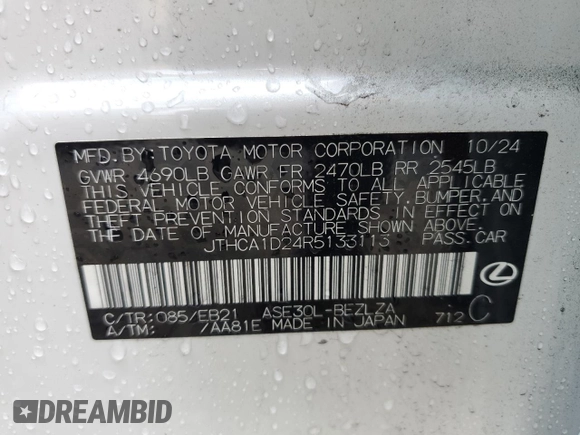 MFD. BY: TOYOTA MOTOR CORPORATION 10/24
GVWR 4690LB GAWR FR 2470LB RR 2545LB
THIS VEHICLE CONFORMS TO ALL APPLICABLE
FEDERAL MOTOR VEHICLE SAFETY, BUMPER, AND
THEFT PREVENTION STANDARDS IN EFFECT ON
THE DATE OF MANUFACTURE SHOWN ABOVE.
JTHCA1D24R5133113 PASS. CAR
C/TR: 085/EB21 ASE30L-BEZLZA
A/TM: /AA81E MADE IN JAPAN 712 C
DREAMBID